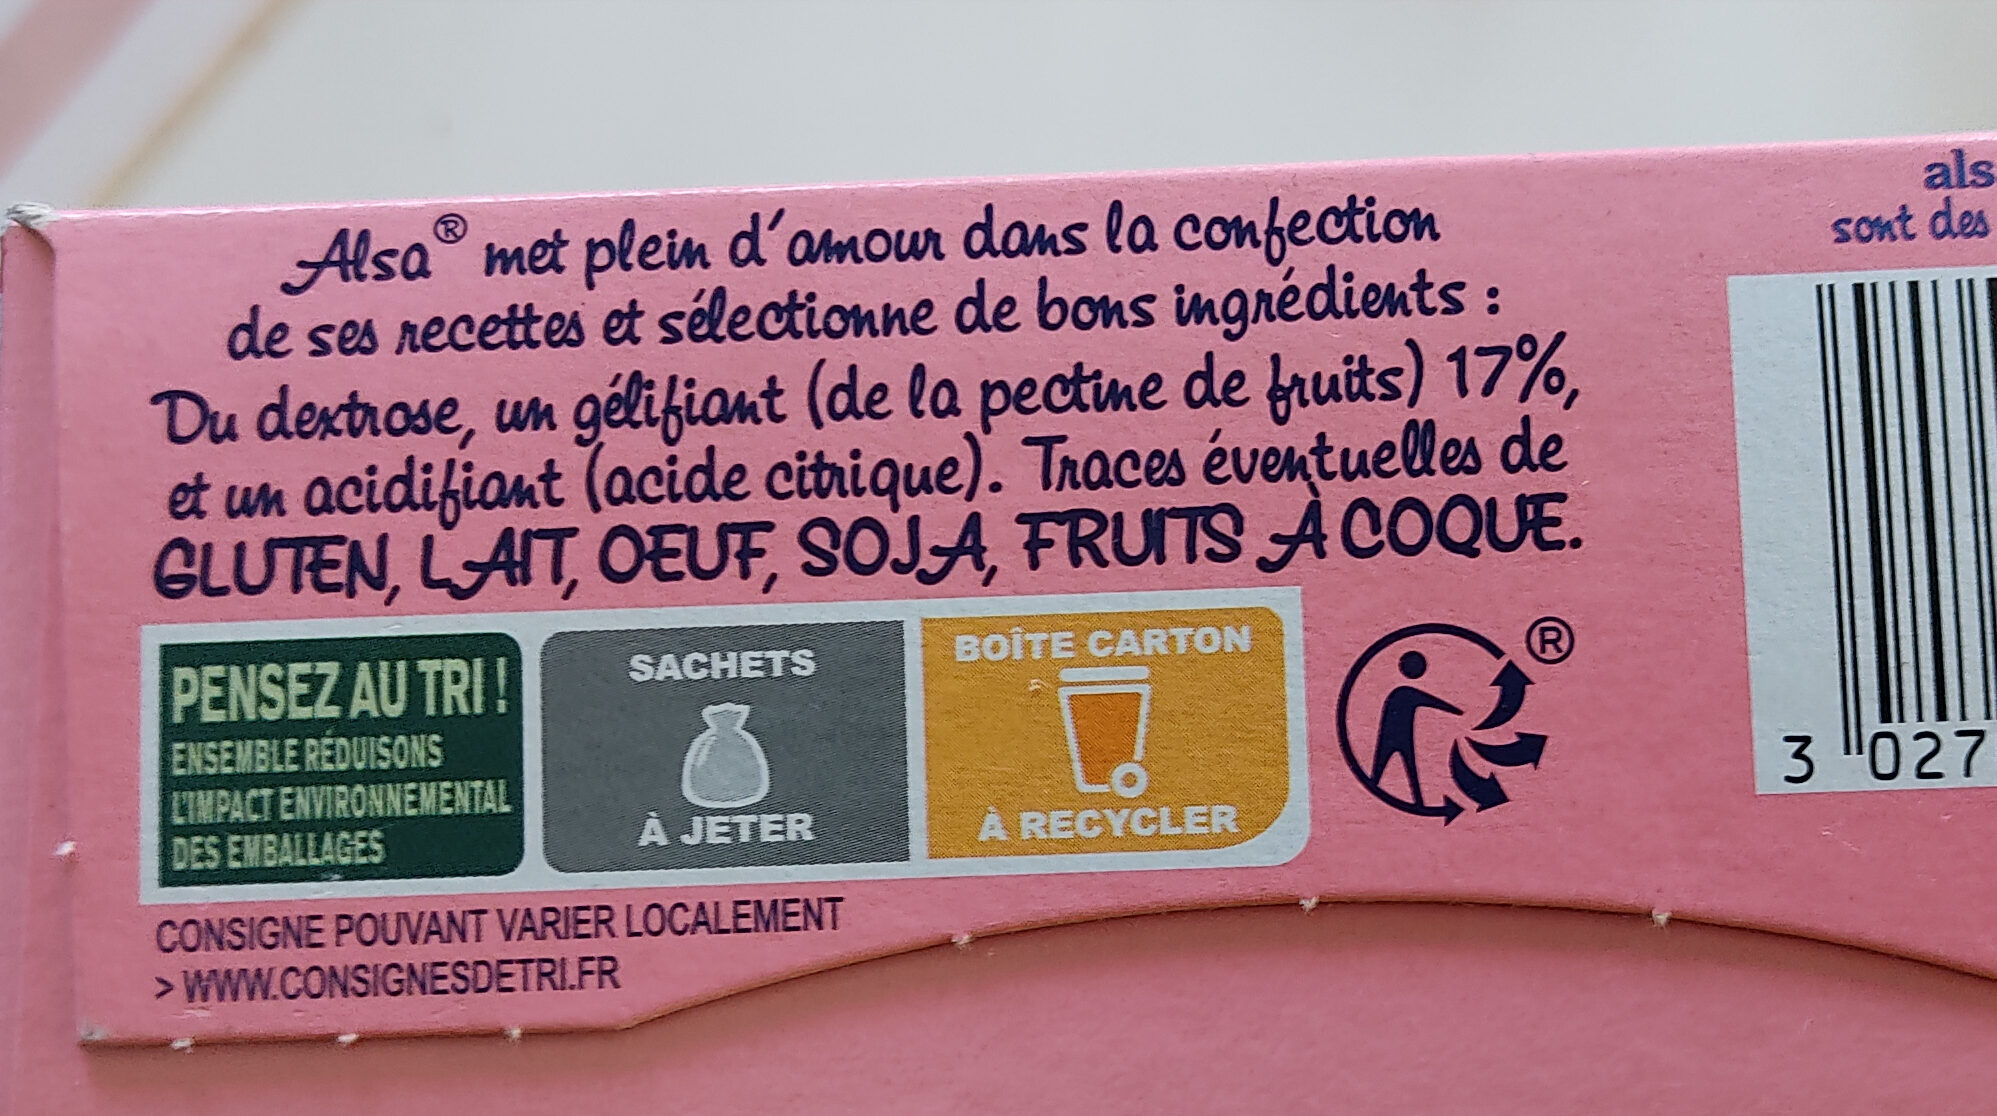 Alsa® met plein d'amour dans la confection
de ses recettes et sélectionne de bons ingrédients :
Du dextrose, un gélifiant (de la pectine de fruits) 17%,
et un acidifiant (acide citrique). Traces éventuelles de
GLUTEN, LAIT, OEUF, SOJA, FRUITS À COQUE.
PENSEZ AU TRI !
ENSEMBLE RÉDUISONS
L'IMPACT ENVIRONNEMENTAL
DES EMBALLAGES
SACHETS
À JETER
BOÎTE CARTON
À RECYCLER
®
CONSIGNE POUVANT VARIER LOCALEMENT
> WWW.CONSIGNESDETRI.FR
als
sont des
3 027